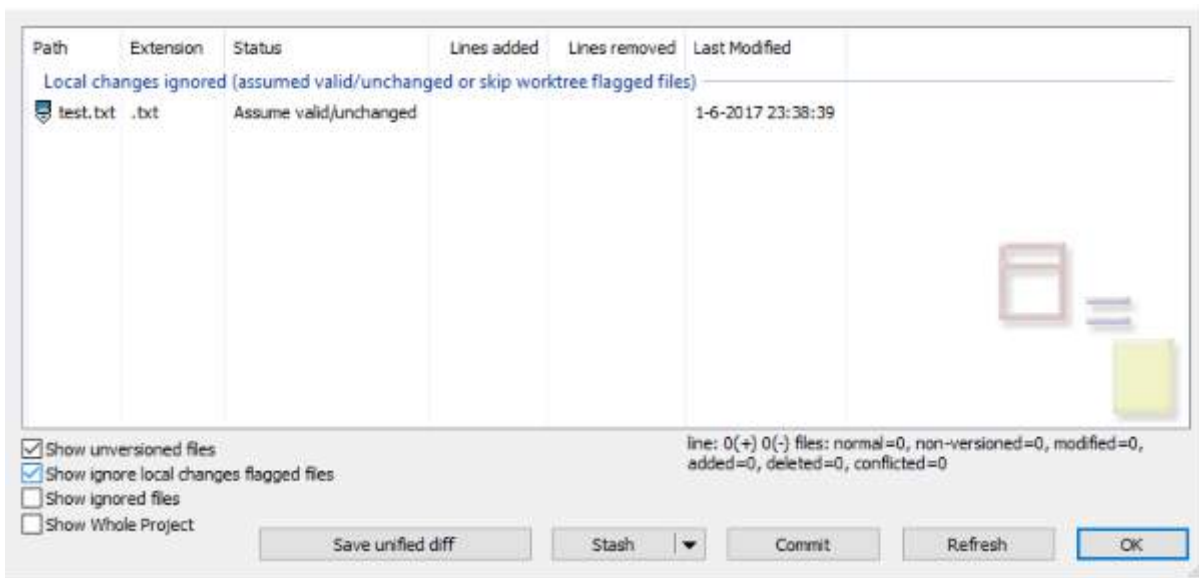 Path Extension Status Lines added Lines removed Last Modified
Local changes ignored (assumed valid/unchanged or skip worktree flagged files)
test.txt .txt Assume valid/unchanged 1-6-2017 23:38:39
Show unversioned files
Show ignore local changes flagged files
Show ignored files
Show Whole Project
line: 0(+) 0(-) files: normal=0, non-versioned=0, modified=0,
added=0, deleted=0, conflicted=0
Save unified diff Stash Commit Refresh OK